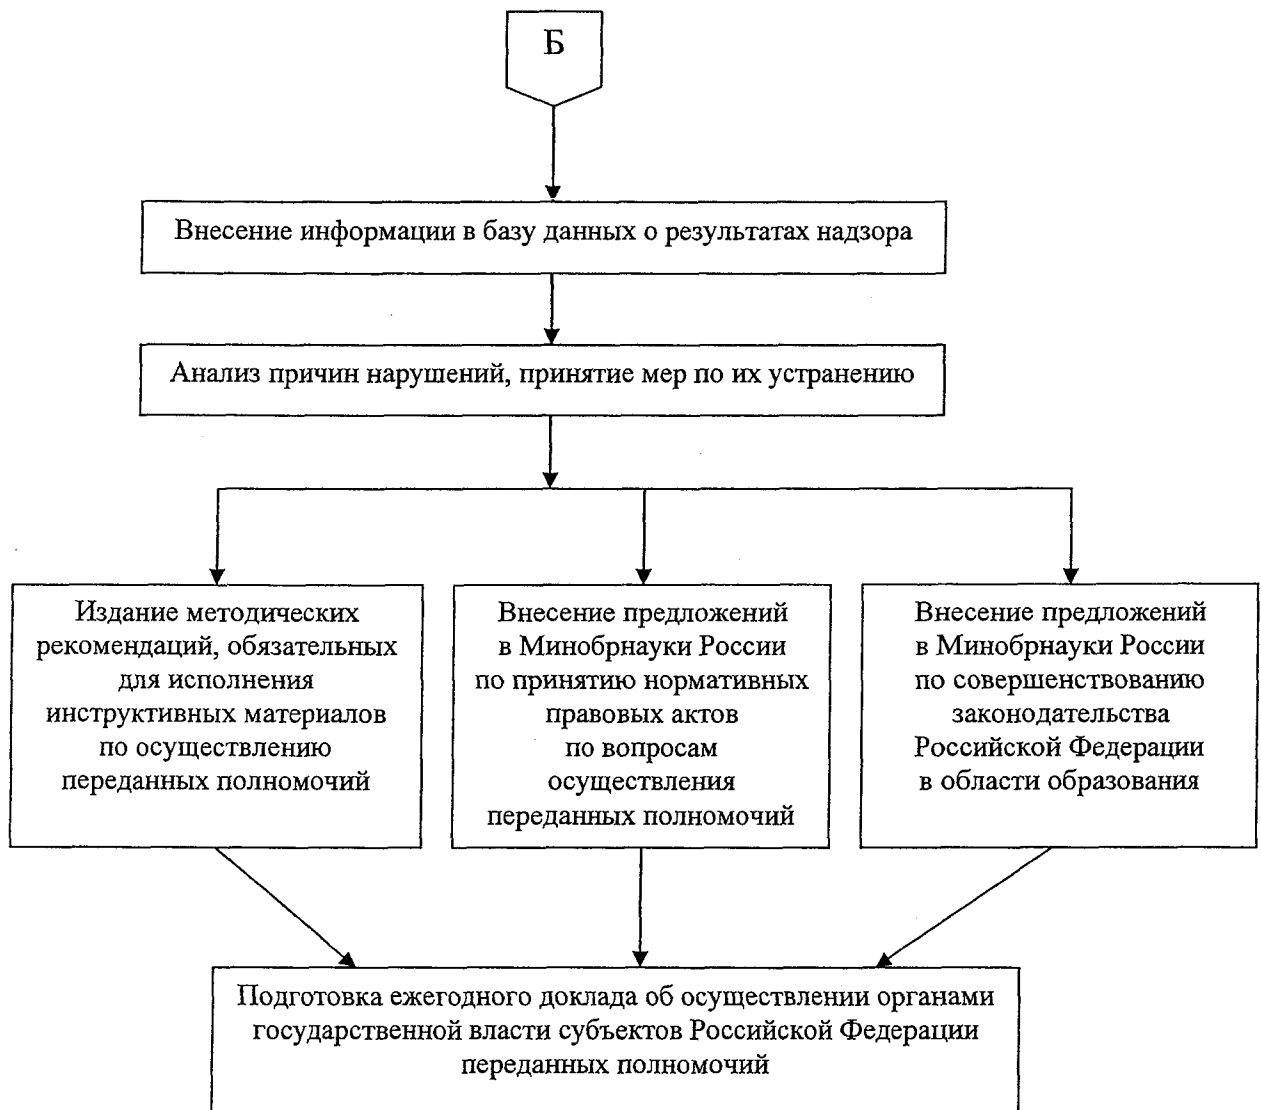 Б
Внесение информации в базу данных о результатах надзора
Анализ причин нарушений, принятие мер по их устранению
Издание методических
рекомендаций, обязательных
для исполнения
инструктивных материалов
по осуществлению
переданных полномочий
Внесение предложений
в Минобрнауки России
по принятию нормативных
правовых актов
по вопросам
осуществления
переданных полномочий
Внесение предложений
в Минобрнауки России
по совершенствованию
законодательства
Российской Федерации
в области образования
Подготовка ежегодного доклада об осуществлении органами
государственной власти субъектов Российской Федерации
переданных полномочий